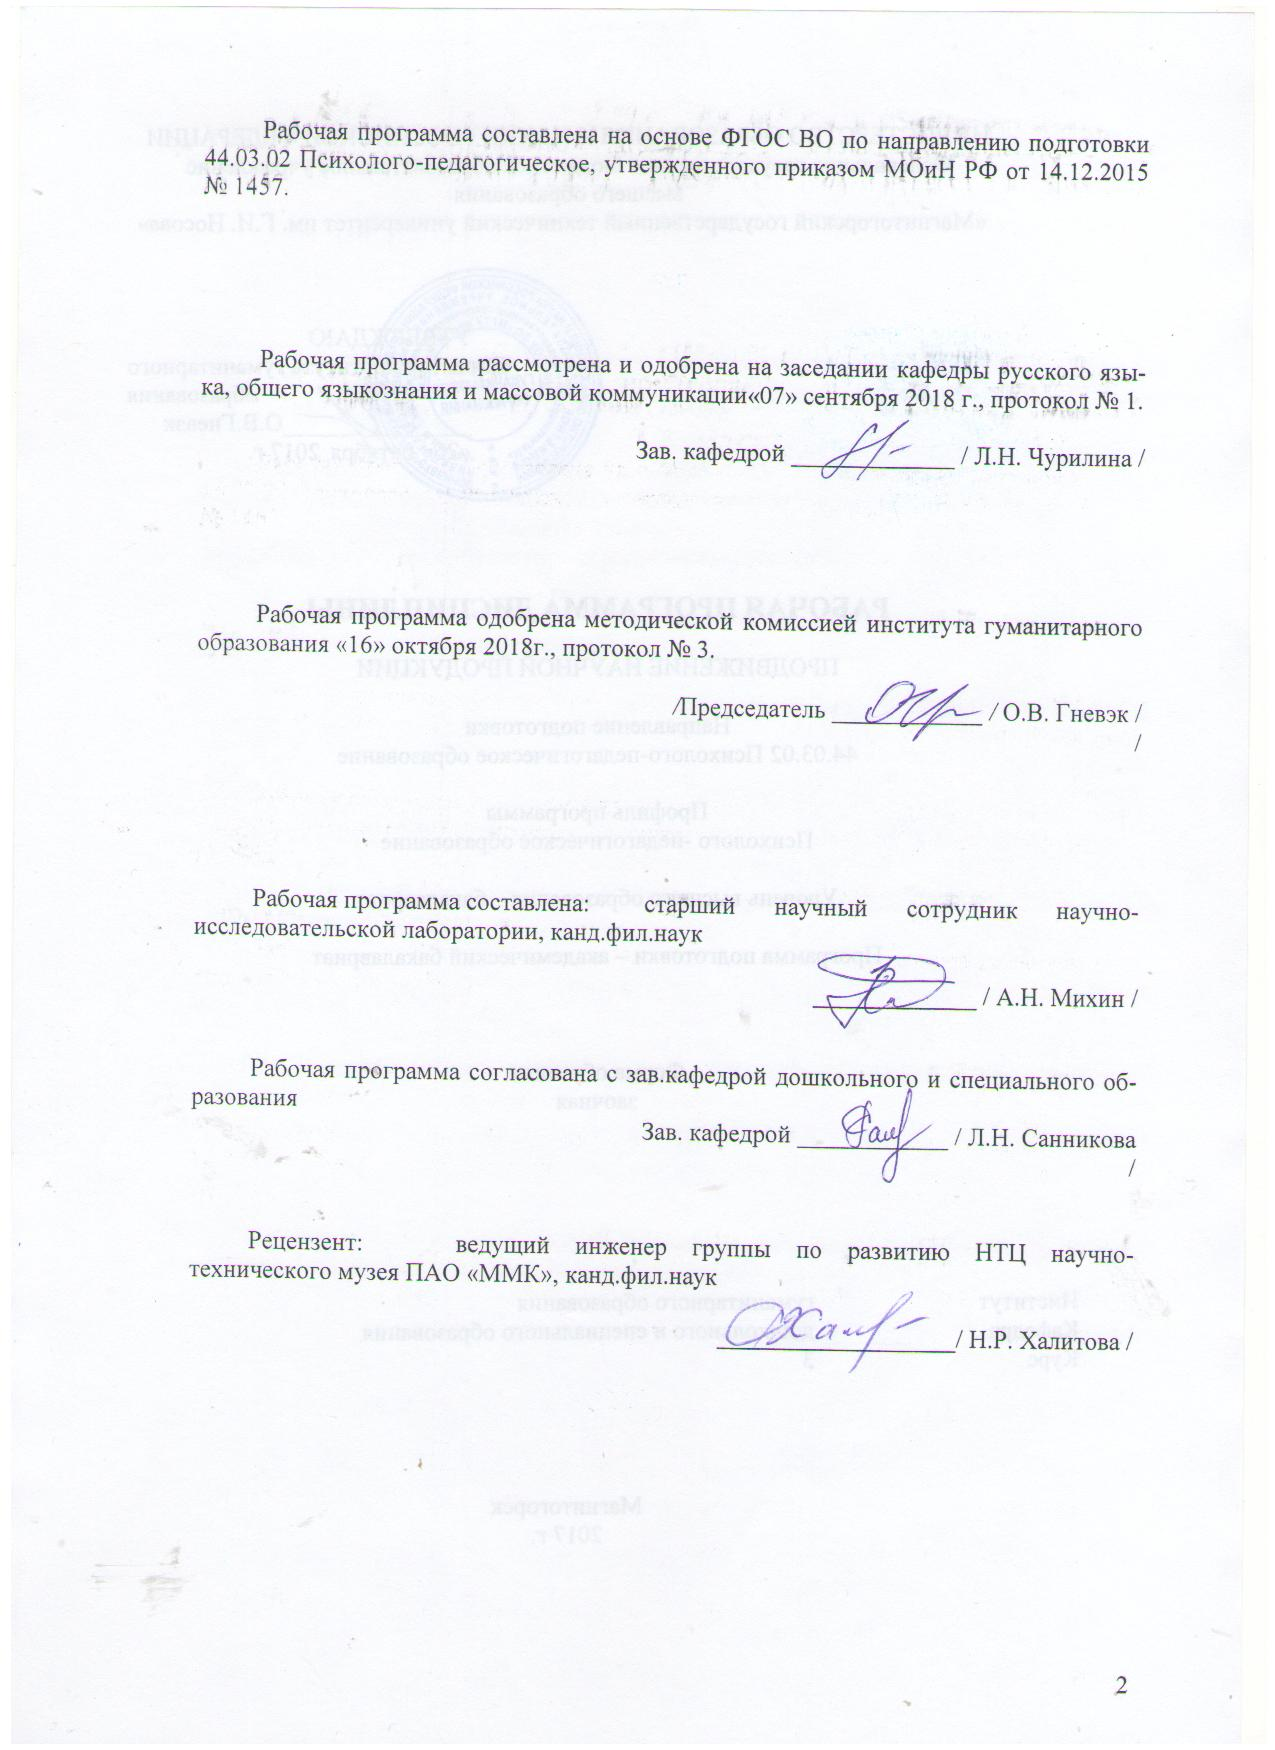 Рабочая программа составлена на основе ФГОС ВО по направлению подготовки
44.03.02 Психолого-педагогическое, утвержденного приказом МОиН РФ от 14.12.2015
№ 1457.
Рабочая программа рассмотрена и одобрена на заседании кафедры русского язы-
ка, общего языкознания и массовой коммуникации«07» сентября 2018 г., протокол № 1.
Зав. кафедрой _____________ / Л.Н. Чурилина /
Рабочая программа одобрена методической комиссией института гуманитарного
образования «16» октября 2018г., протокол № 3.
/Председатель ____________ / О.В. Гневэк /
/
Рабочая программа составлена: старший научный сотрудник научно-
исследовательской лаборатории, канд.фил.наук
_____________ / А.Н. Михин /
Рабочая программа согласована с зав.кафедрой дошкольного и специального об-
разования
Зав. кафедрой ____________ / Л.Н. Санникова
/
Рецензент: ведущий инженер группы по развитию НТЦ научно-
технического музея ПАО «ММК», канд.фил.наук
___________________/ Н.Р. Халитова /
2